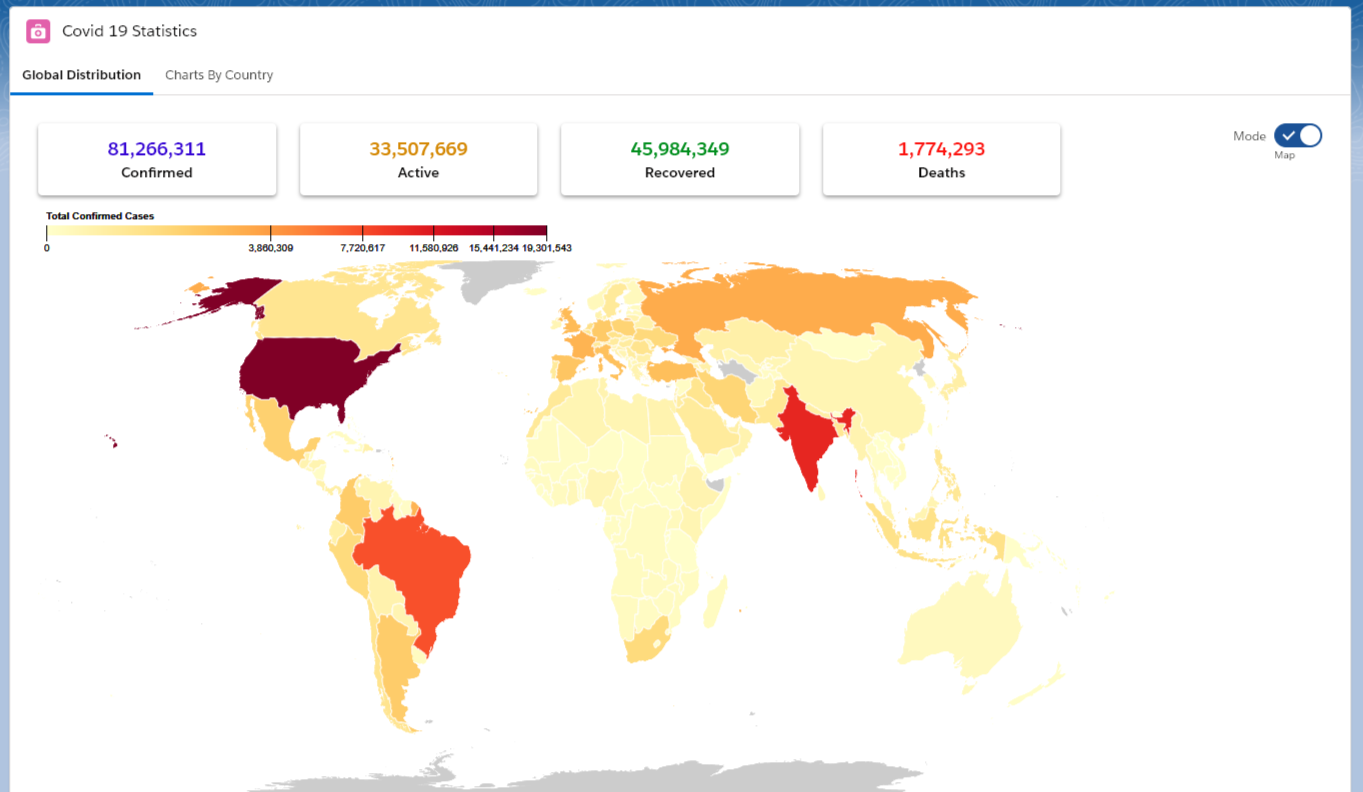 Covid 19 Statistics
Global Distribution Charts By Country
81,266,311 33,507,669 45,984,349 1,774,293
Confirmed Active Recovered Deaths
Mode
Map
Total Confirmed Cases
0 3,860,309 7,720,617 11,580,926 15,441,234 19,301,543